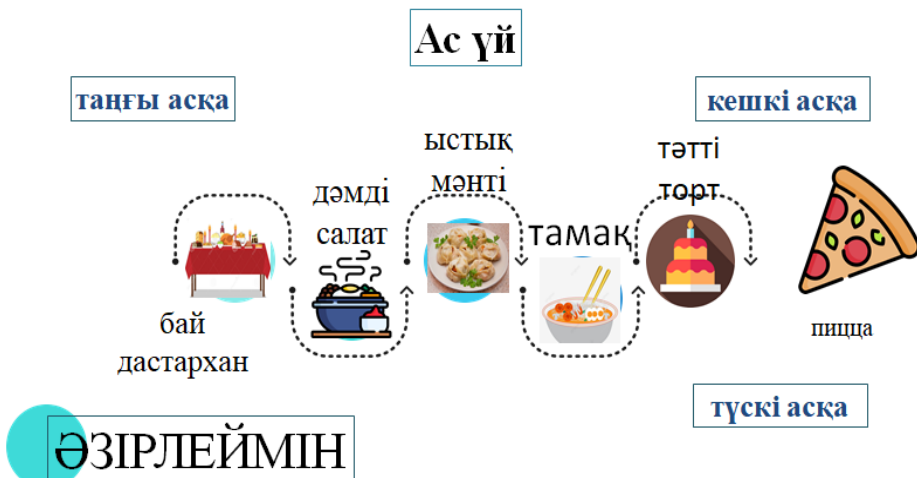 Ас үй
таңғы асқа
кешкі асқа
ыстық
мәнті
тәтті
торт
дәмді
салат
тамақ
бай
дастархан
пицца
түскі асқа
ӘЗІРЛЕЙМІН